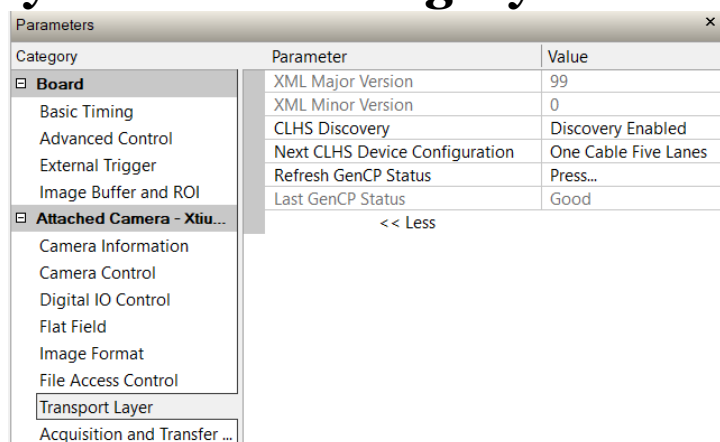 Parameters ×
Category Parameter Value
Board
Basic Timing
Advanced Control
External Trigger
Image Buffer and ROI
Attached Camera - Xtiu...
Camera Information
Camera Control
Digital IO Control
Flat Field
Image Format
File Access Control
Transport Layer
Acquisition and Transfer ...
XML Major Version 99
XML Minor Version 0
CLHS Discovery Discovery Enabled
Next CLHS Device Configuration One Cable Five Lanes
Refresh GenCP Status Press...
Last GenCP Status Good
<< Less